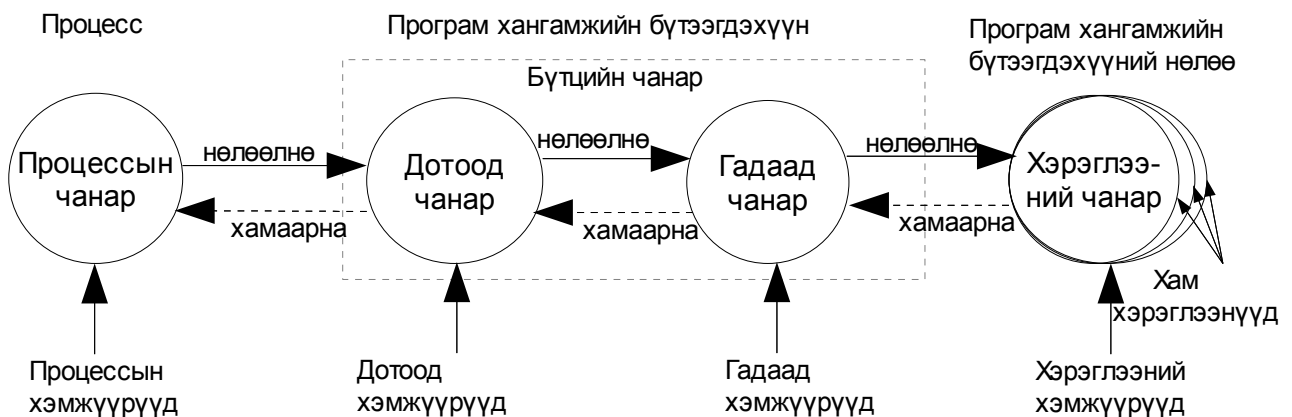 Процесс
Програм хангамжийн бүтээгдэхүүн
Програм хангамжийн
бүтээгдэхүүний нөлөө
Бүтцийн чанар
Процессын
чанар
нөлөөлнө
хамаарна
Дотоод
чанар
нөлөөлнө
хамаарна
Гадаад
чанар
нөлөөлнө
хамаарна
Хэрэглээ-
ний чанар
Хам
хэрэглээнүүд
Процессын
хэмжүүрүүд
Дотоод
хэмжүүрүүд
Гадаад
хэмжүүрүүд
Хэрэглээний
хэмжүүрүүд